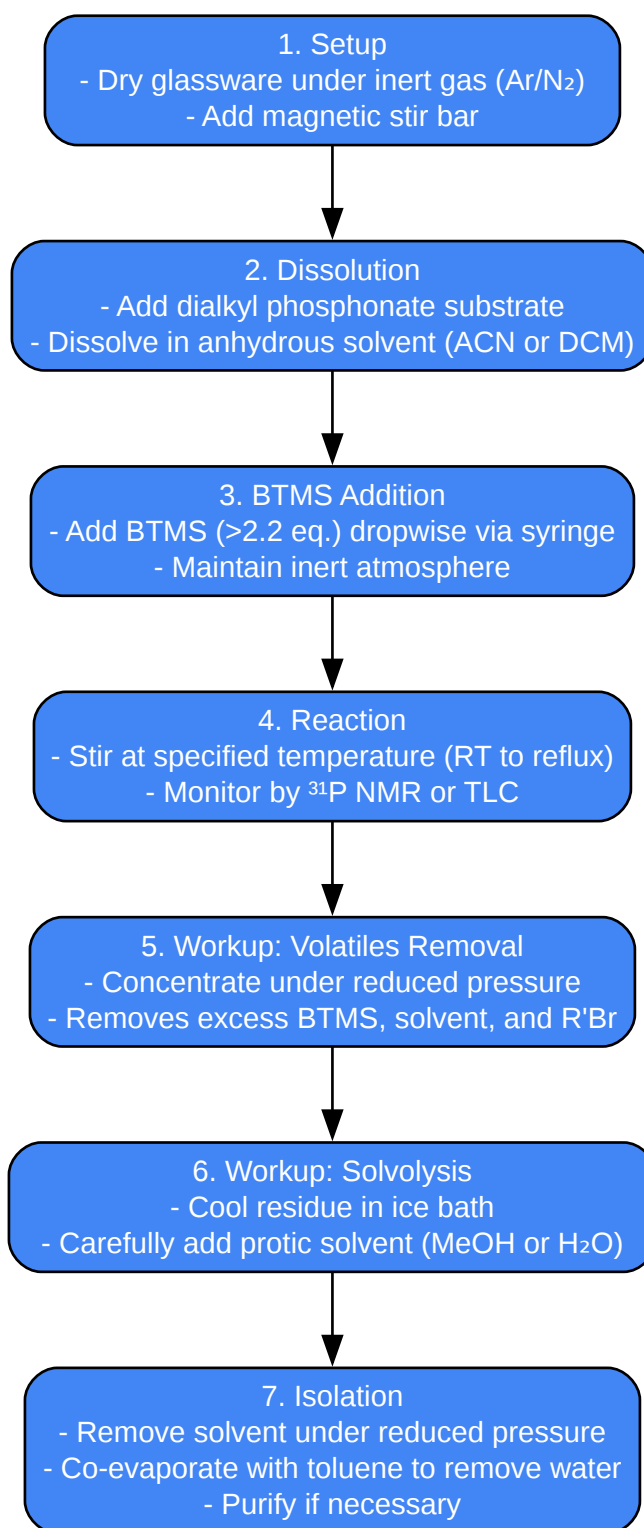 1. Setup
- Dry glassware under inert gas (Ar/N₂)
- Add magnetic stir bar
2. Dissolution
- Add dialkyl phosphonate substrate
- Dissolve in anhydrous solvent (ACN or DCM)
3. BTMS Addition
- Add BTMS (>2.2 eq.) dropwise via syringe
- Maintain inert atmosphere
4. Reaction
- Stir at specified temperature (RT to reflux)
- Monitor by ³¹P NMR or TLC
5. Workup: Volatiles Removal
- Concentrate under reduced pressure
- Removes excess BTMS, solvent, and R'Br
6. Workup: Solvolysis
- Cool residue in ice bath
- Carefully add protic solvent (MeOH or H₂O)
7. Isolation
- Remove solvent under reduced pressure
- Co-evaporate with toluene to remove water
- Purify if necessary